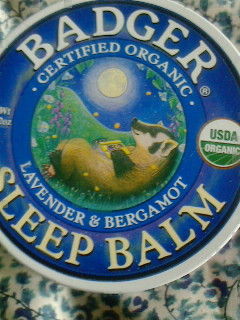 BADGER®
· CERTIFIED ORGANIC ·
USDA
ORGANIC
LAVENDER & BERGAMOT
SLEEP BALM